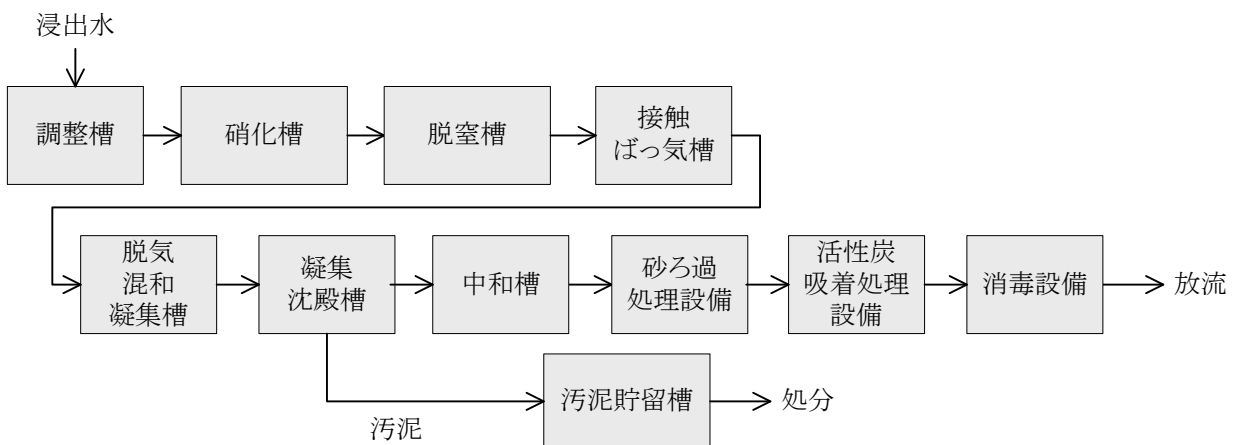 浸出水
調整槽
硝化槽
脱窒槽
接触
ばっ気槽
脱気
混和
凝集槽
凝集
沈殿槽
中和槽
砂ろ過
処理設備
活性炭
吸着処理
設備
消毒設備
放流
汚泥
汚泥貯留槽
処分